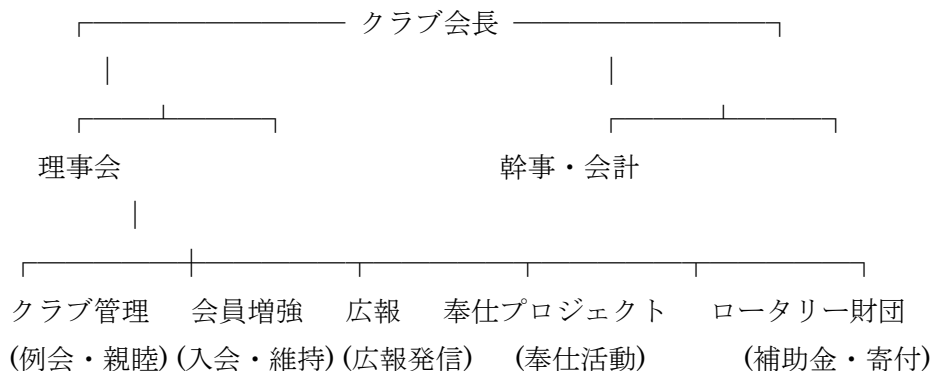 クラブ会長
理事会 幹事・会計
クラブ管理 会員増強 広報 奉仕プロジェクト ロータリー財団
(例会・親睦) (入会・維持) (広報発信) (奉仕活動) (補助金・寄付)